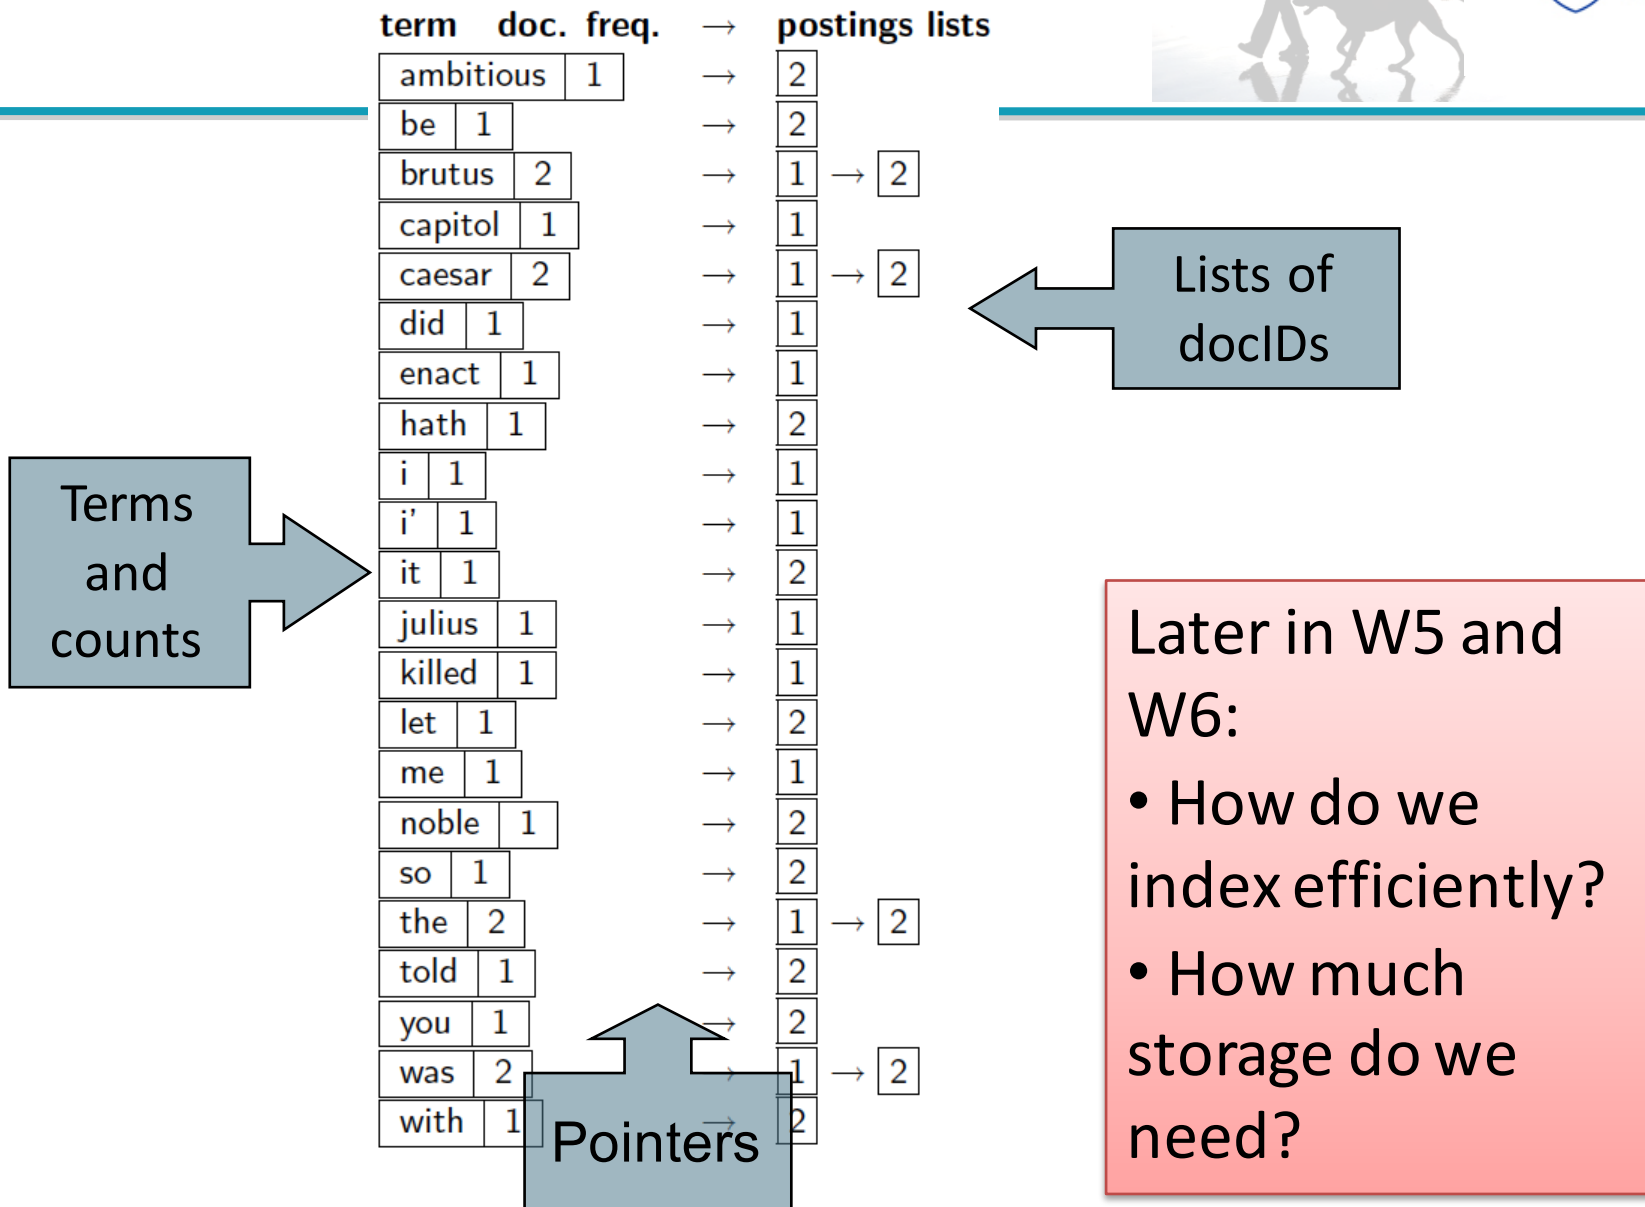 term doc. freq. → postings lists
ambitious 1 → 2
be 1 → 2
brutus 2 → 1 → 2
capitol 1 → 1
caesar 2 → 1 → 2
did 1 → 1
enact 1 → 1
hath 1 → 2
i 1 → 1
i' 1 → 1
it 1 → 2
julius 1 → 1
killed 1 → 1
let 1 → 2
me 1 → 1
noble 1 → 2
so 1 → 2
the 2 → 1 → 2
told 1 → 2
you 1 → 2
was 2 → 1 → 2
with 1 → 2
Lists of
docIDs
Terms
and
counts
Pointers
Later in W5 and
W6:
• How do we
index efficiently?
• How much
storage do we
need?